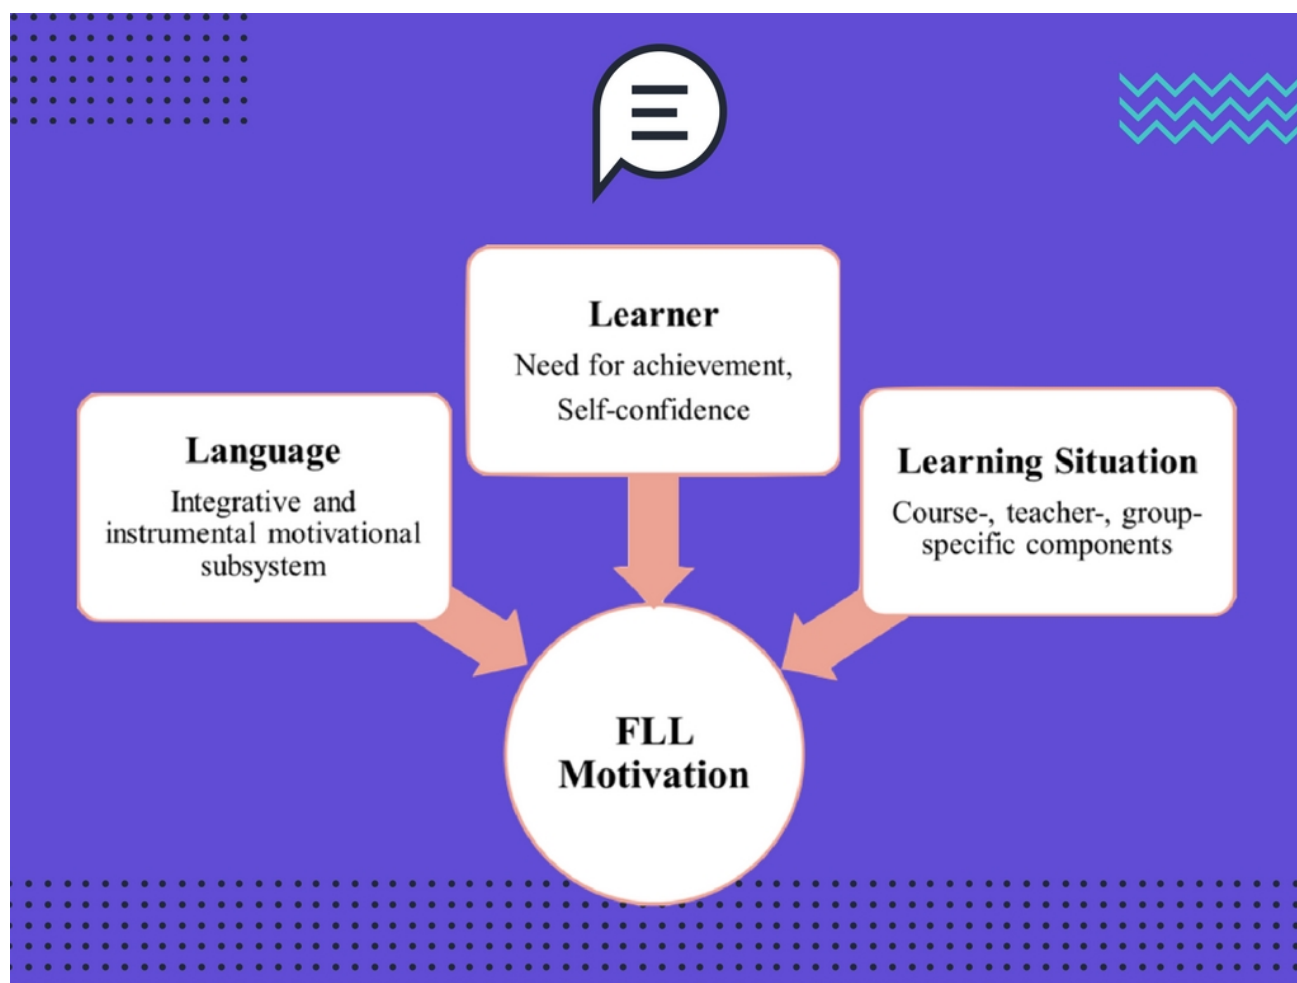 Learner
Need for achievement,
Self-confidence
Language
Integrative and
instrumental motivational
subsystem
Learning Situation
Course-, teacher-, group-
specific components
FLL
Motivation